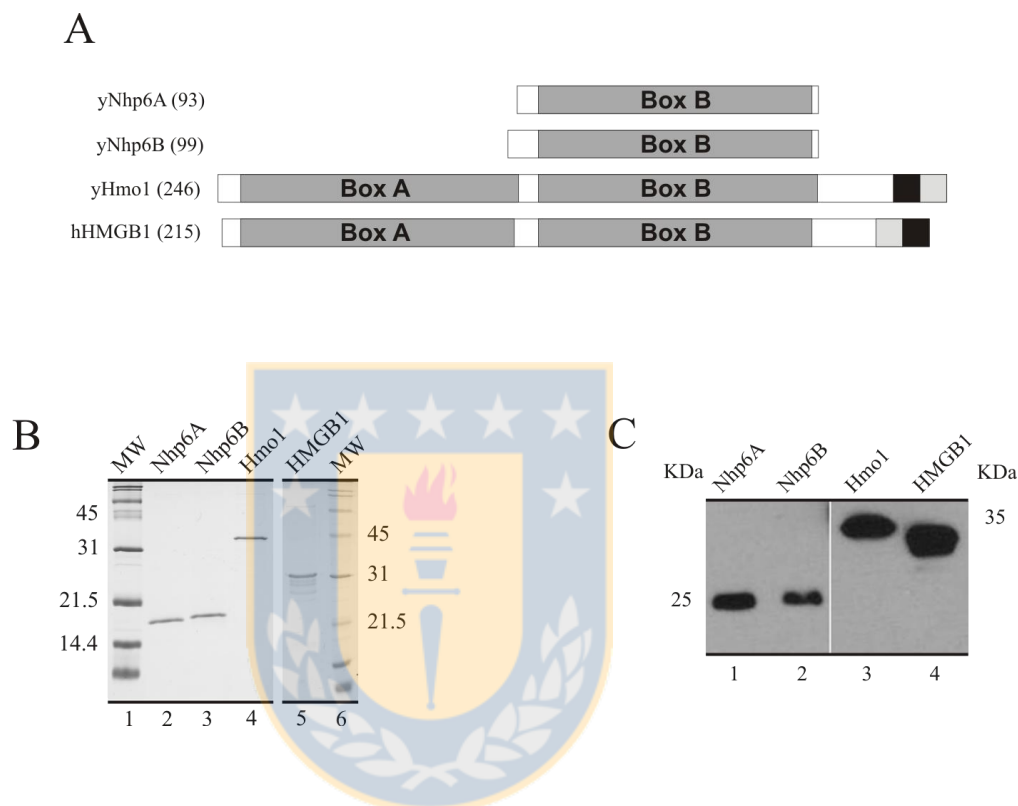 A
yNhp6A (93) Box B
yNhp6B (99) Box B
yHmo1 (246) Box A Box B
hHMGB1 (215) Box A Box B
B
MW Nhp6A Nhp6B Hmo1 HMGB1 MW
45
31
21.5
14.4
45
31
21.5
1 2 3 4 5 6
C
KDa Nhp6A Nhp6B Hmo1 HMGB1 KDa
35
25
1 2 3 4